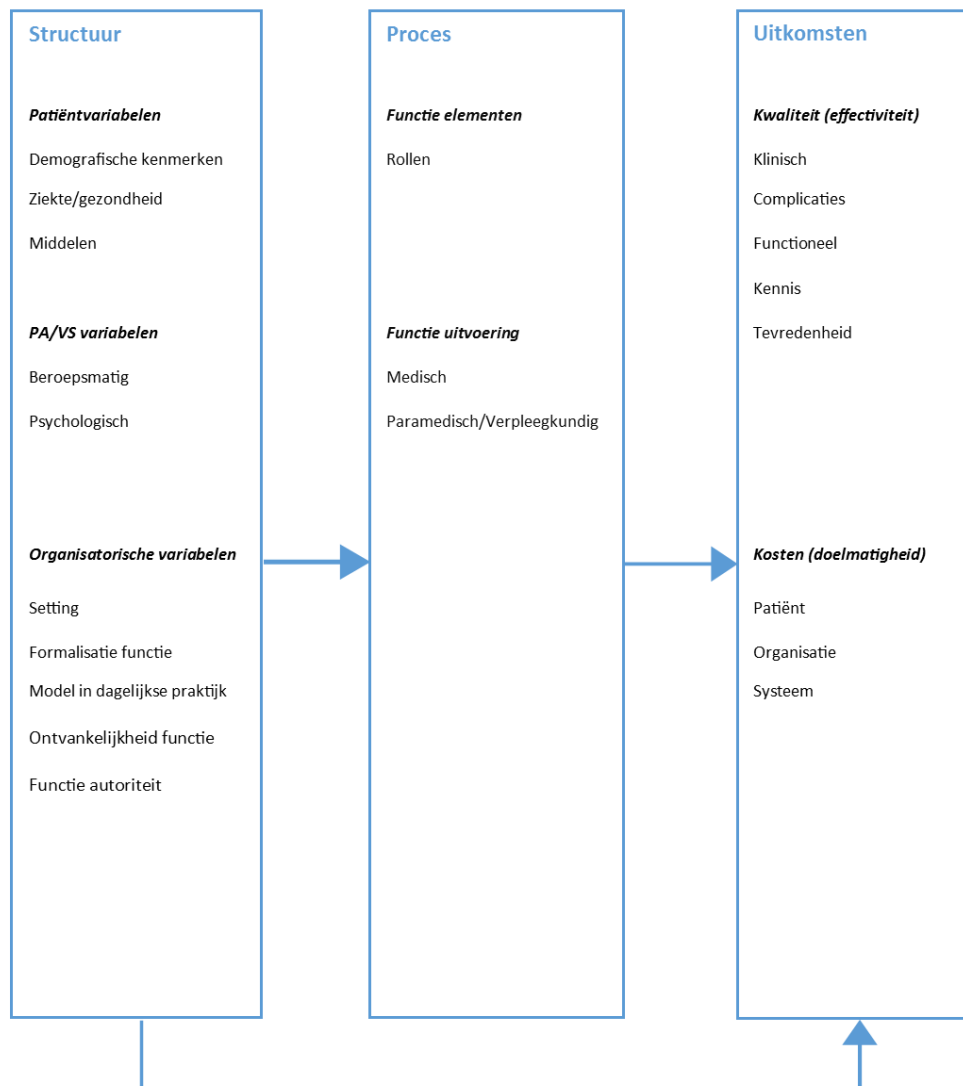 Structuur
Patiëntvariabelen
Demografische kenmerken
Ziekte/gezondheid
Middelen
PA/VS variabelen
Beroepsmatig
Psychologisch
Organisatorische variabelen
Setting
Formalisatie functie
Model in dagelijkse praktijk
Ontvankelijkheid functie
Functie autoriteit
Proces
Functie elementen
Rollen
Functie uitvoering
Medisch
Paramedisch/Verpleegkundig
Uitkomsten
Kwaliteit (effectiviteit)
Klinisch
Complicaties
Functioneel
Kennis
Tevredenheid
Kosten (doelmatigheid)
Patiënt
Organisatie
Systeem